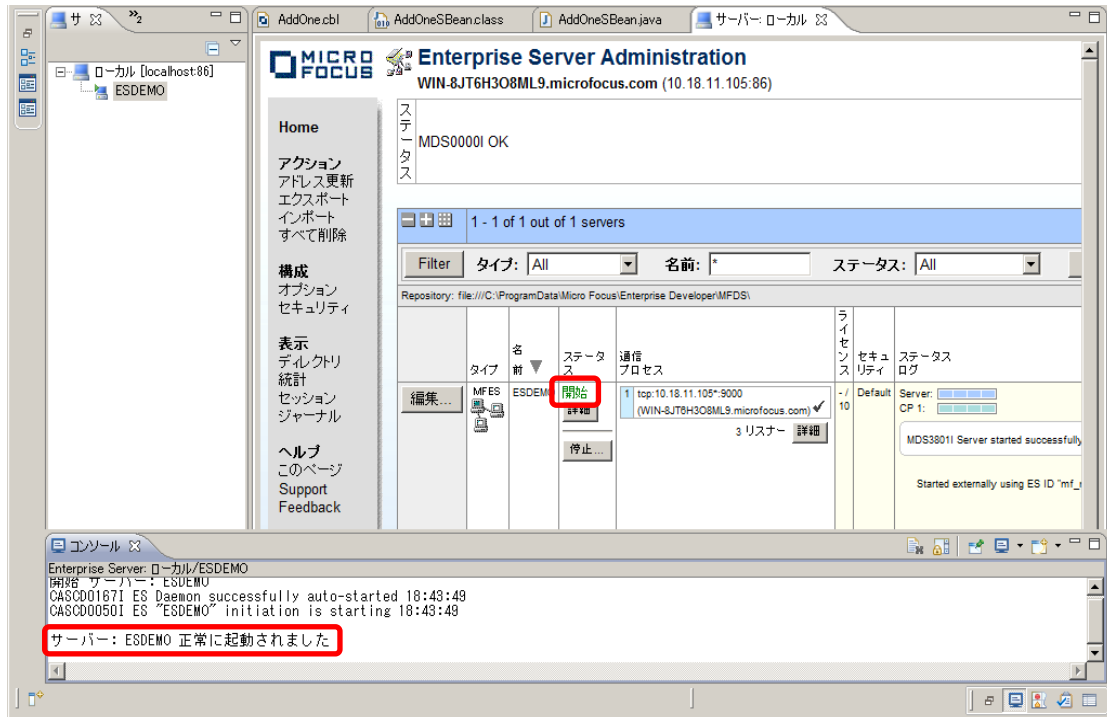 サ
»2
AddOne.cbl
AddOneSBean.class
AddOneSBean.java
サーバー: ローカル
ローカル [localhost:86]
ESDEMO
MICRO FOCUS
Enterprise Server Administration
WIN-8JT6H3O8ML9.microfocus.com (10.18.11.105:86)
Home
アクション
アドレス更新
エクスポート
インポート
すべて削除
構成
オプション
セキュリティ
表示
ディレクトリ
統計
セッション
ジャーナル
ヘルプ
このページ
Support
Feedback
ステータス
MDS0000I OK
1 - 1 of 1 out of 1 servers
Filter タイプ: All 名前: * ステータス: All
Repository: file:///C:\ProgramData\Micro Focus\Enterprise Developer\MFDS\
タイプ
名前
ステータス
通信プロセス
ライセンス
セキュリティ
ステータスログ
編集...
MFES
ESDEMO
開始
詳細
停止...
1 tcp:10.18.11.105*:9000
(WIN-8JT6H3O8ML9.microfocus.com)
3 リスナー 詳細
- / 10
Default
Server:
CP 1:
MDS3801I Server started successfully
Started externally using ES ID "mf_
コンソール
Enterprise Server: ローカル/ESDEMO
開始 サーバー: ESDEMO
CASCD0167I ES Daemon successfully auto-started 18:43:49
CASCD0050I ES "ESDEMO" initiation is starting 18:43:49
サーバー: ESDEMO 正常に起動されました